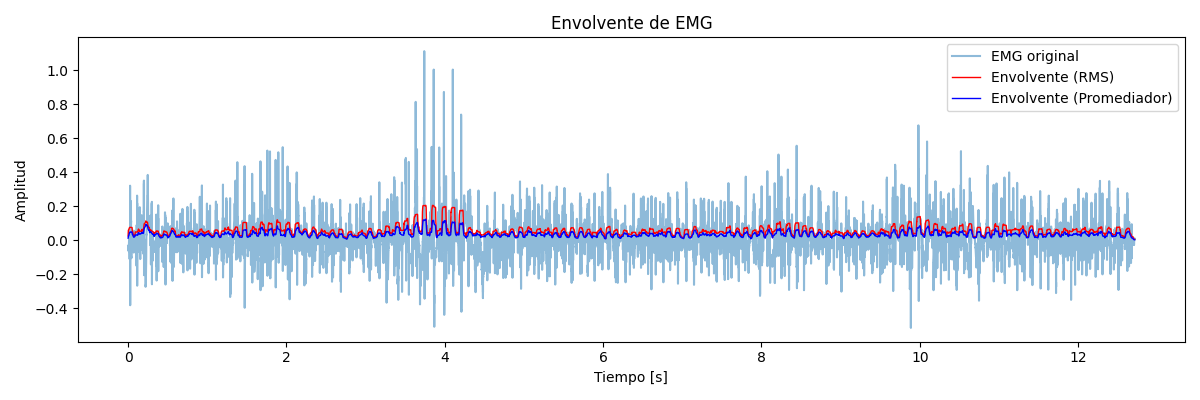 Envolvente de EMG
EMG original
Envolvente (RMS)
Envolvente (Promediador)
Amplitud
1.0
0.8
0.6
0.4
0.2
0.0
−0.2
−0.4
0 2 4 6 8 10 12
Tiempo [s]